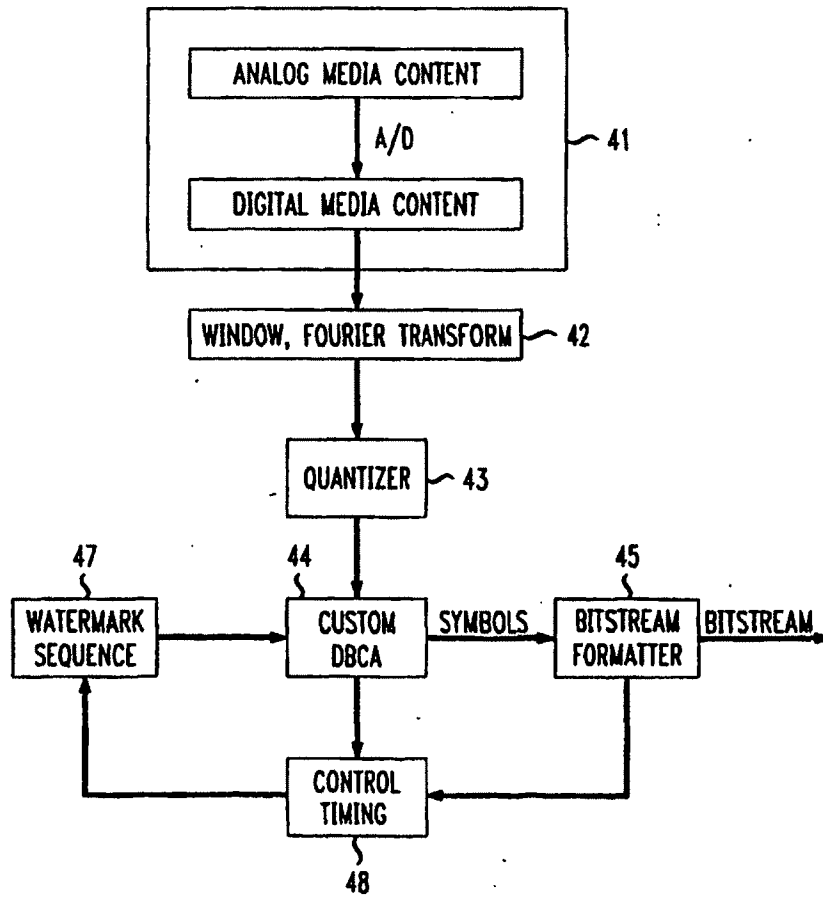 ANALOG MEDIA CONTENT
A/D
41
DIGITAL MEDIA CONTENT
WINDOW, FOURIER TRANSFORM
42
QUANTIZER
43
47
44
45
WATERMARK
SEQUENCE
CUSTOM
DBCA
SYMBOLS
BITSTREAM
FORMATTER
BITSTREAM
CONTROL
TIMING
48